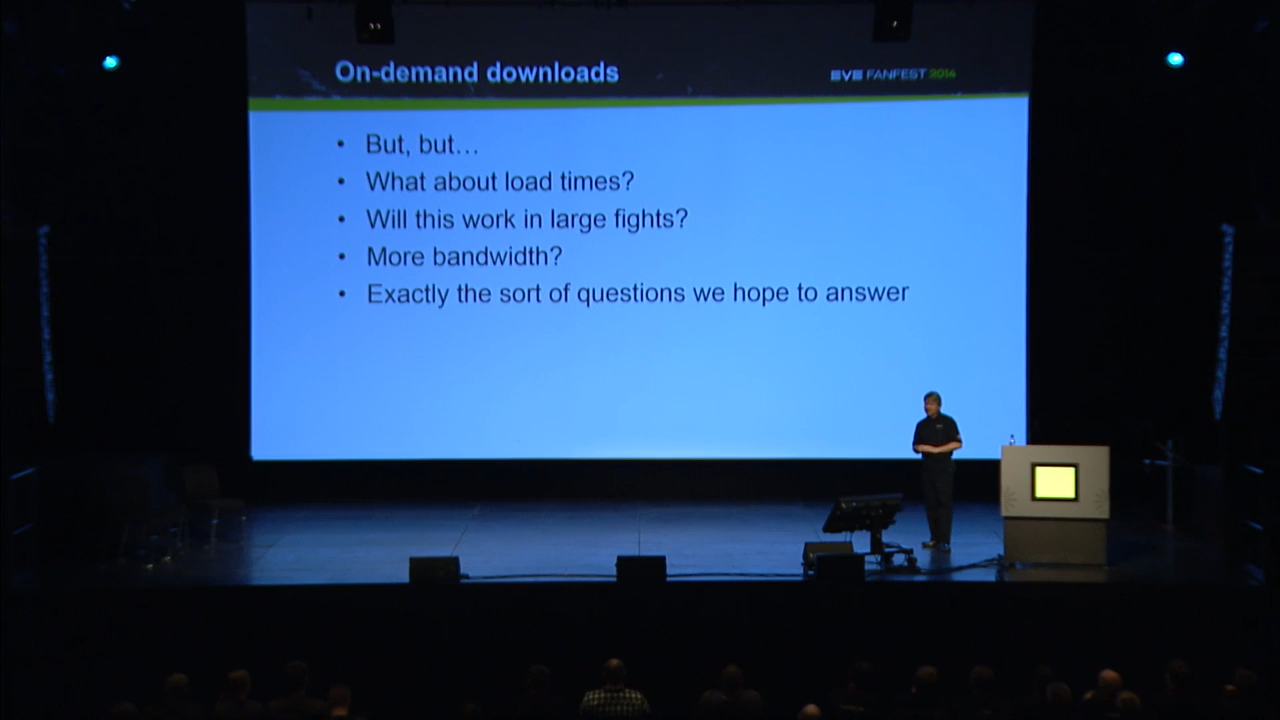 On-demand downloads
EVE FANFEST 2014
• But, but…
• What about load times?
• Will this work in large fights?
• More bandwidth?
• Exactly the sort of questions we hope to answer